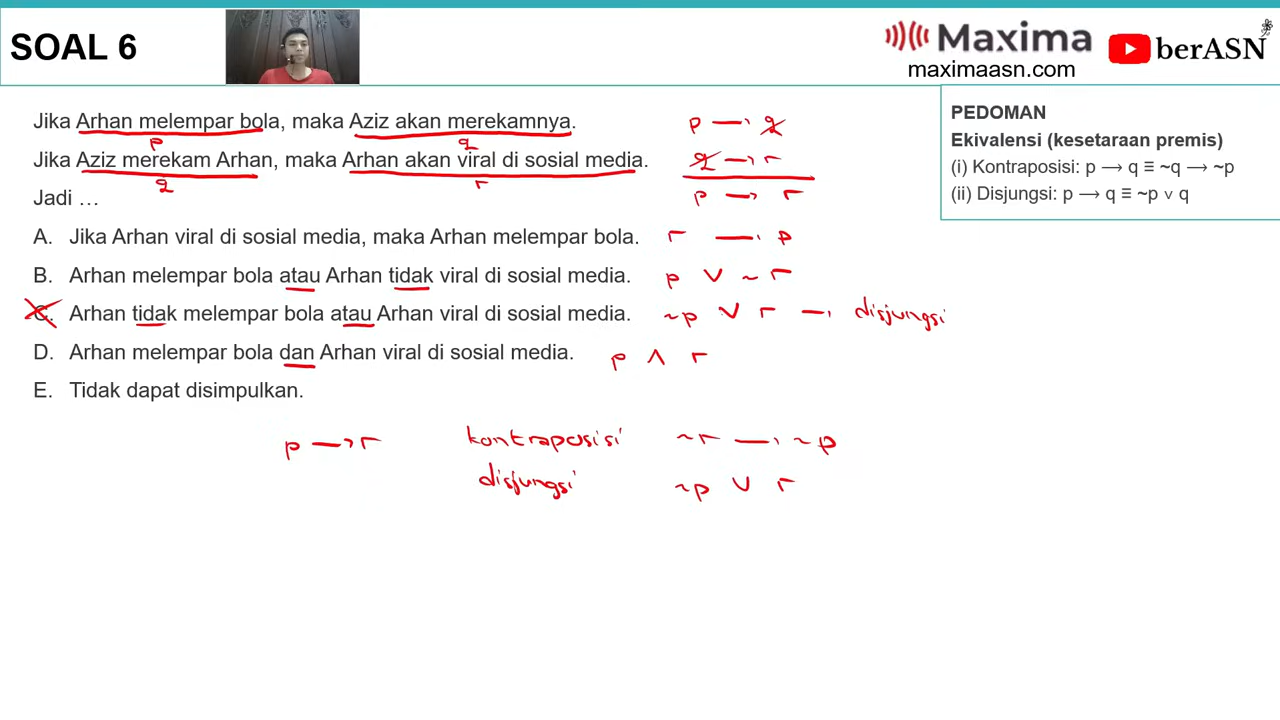 SOAL 6
Maxima
maximaasn.com
berASN
PEDOMAN
Ekivalensi (kesetaraan premis)
(i) Kontraposisi: p → q ≡ ~q → ~p
(ii) Disjungsi: p → q ≡ ~p ∨ q
Jika Arhan melempar bola, maka Aziz akan merekamnya. p → q
p q
Jika Aziz merekam Arhan, maka Arhan akan viral di sosial media. q → r
q r
Jadi … p → r
A. Jika Arhan viral di sosial media, maka Arhan melempar bola. r → p
B. Arhan melempar bola atau Arhan tidak viral di sosial media. p ∨ ~r
C. Arhan tidak melempar bola atau Arhan viral di sosial media. ~p ∨ r → disjungsi
D. Arhan melempar bola dan Arhan viral di sosial media. p ∧ r
E. Tidak dapat disimpulkan.
p → r kontraposisi ~r → ~p
disjungsi ~p ∨ r